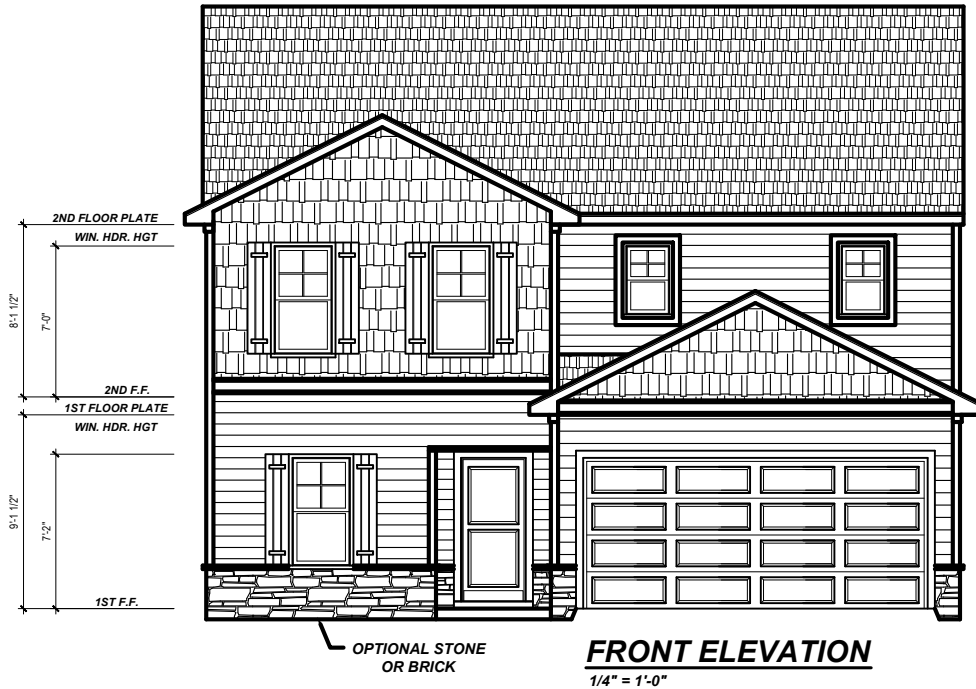 2ND FLOOR PLATE
WIN. HDR. HGT
8'-1 1/2"
7'-0"
2ND F.F.
1ST FLOOR PLATE
WIN. HDR. HGT
9'-1 1/2"
7'-2"
1ST F.F.
OPTIONAL STONE
OR BRICK
FRONT ELEVATION
1/4" = 1'-0"